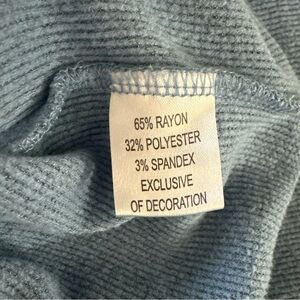 65% RAYON
32% POLYESTER
3% SPANDEX
EXCLUSIVE
OF DECORATION